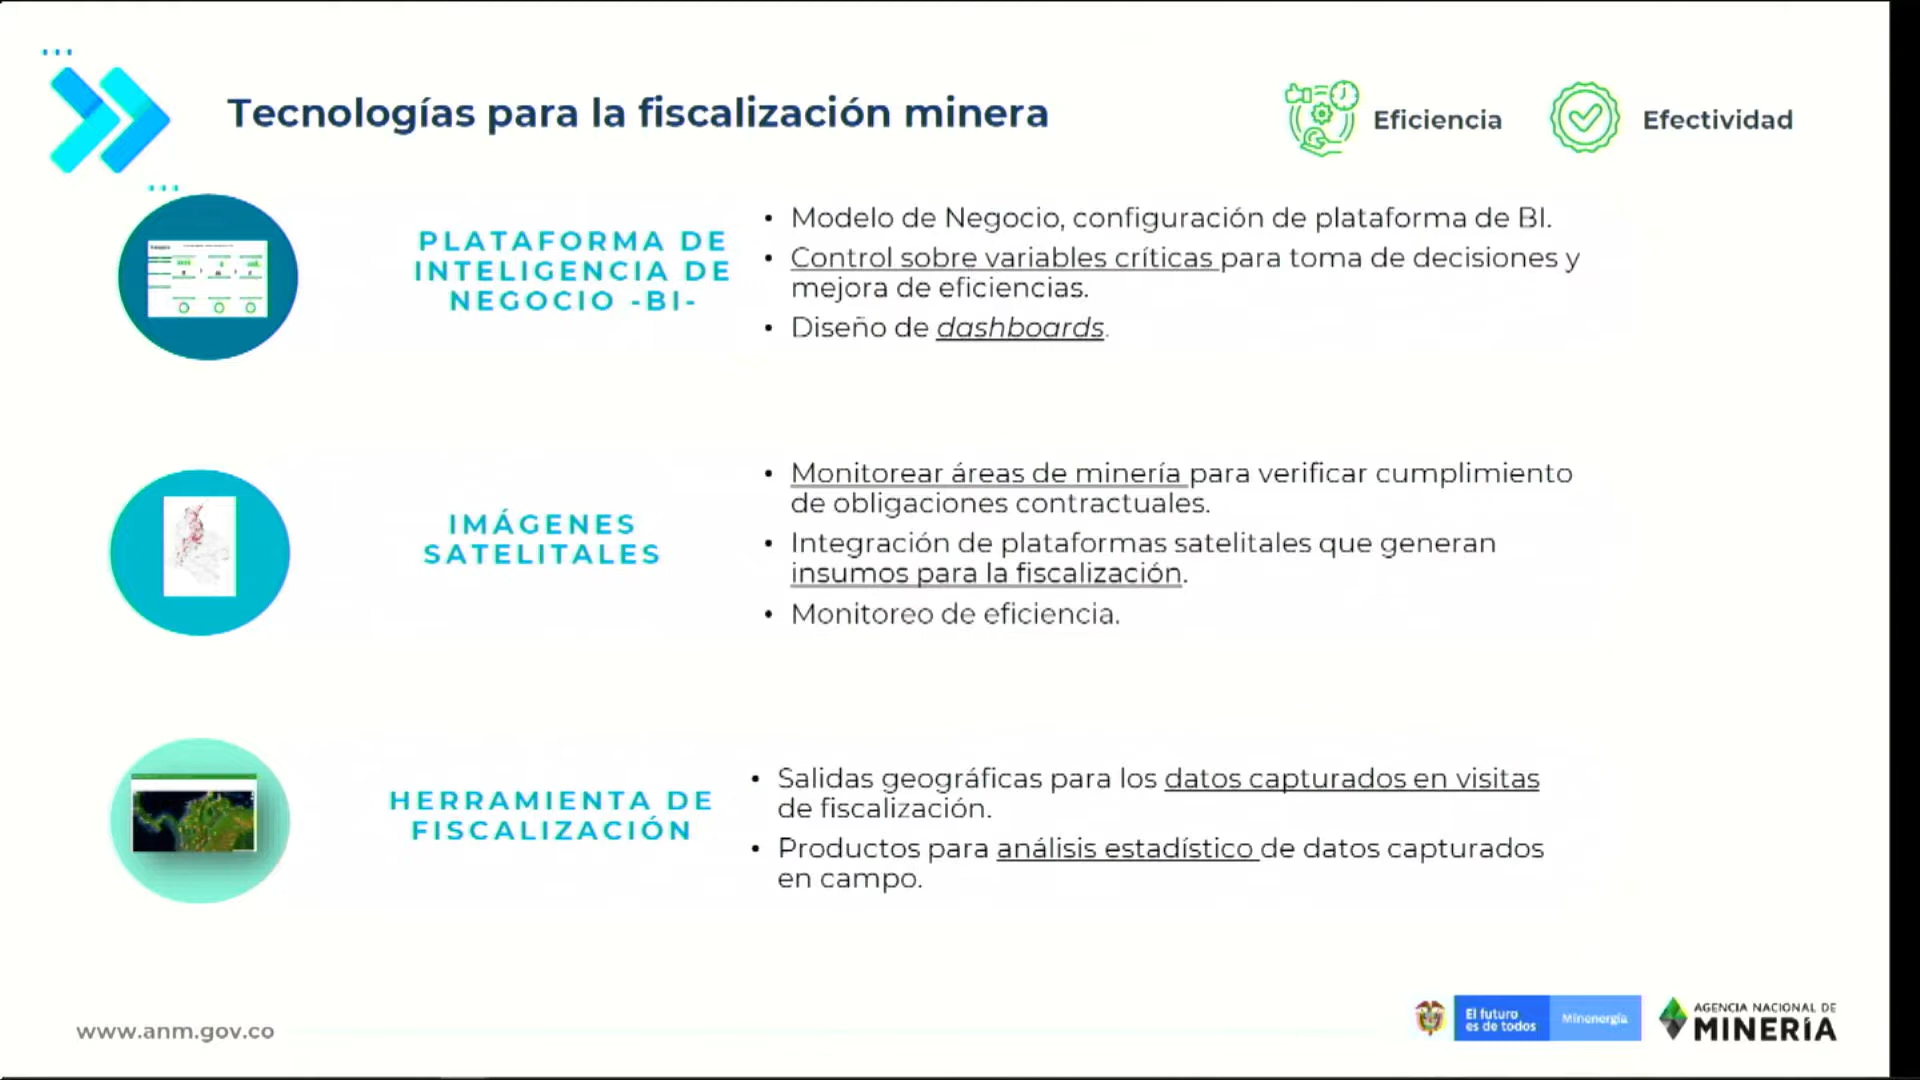 Tecnologías para la fiscalización minera
Eficiencia
Efectividad
PLATAFORMA DE
INTELIGENCIA DE
NEGOCIO -BI-
• Modelo de Negocio, configuración de plataforma de BI.
• Control sobre variables críticas para toma de decisiones y
mejora de eficiencias.
• Diseño de dashboards.
IMÁGENES
SATELITALES
• Monitorear áreas de minería para verificar cumplimiento
de obligaciones contractuales.
• Integración de plataformas satelitales que generan
insumos para la fiscalización.
• Monitoreo de eficiencia.
HERRAMIENTA DE
FISCALIZACIÓN
• Salidas geográficas para los datos capturados en visitas
de fiscalización.
• Productos para análisis estadístico de datos capturados
en campo.
www.anm.gov.co
El futuro
es de todos
Minenergía
AGENCIA NACIONAL DE
MINERÍA